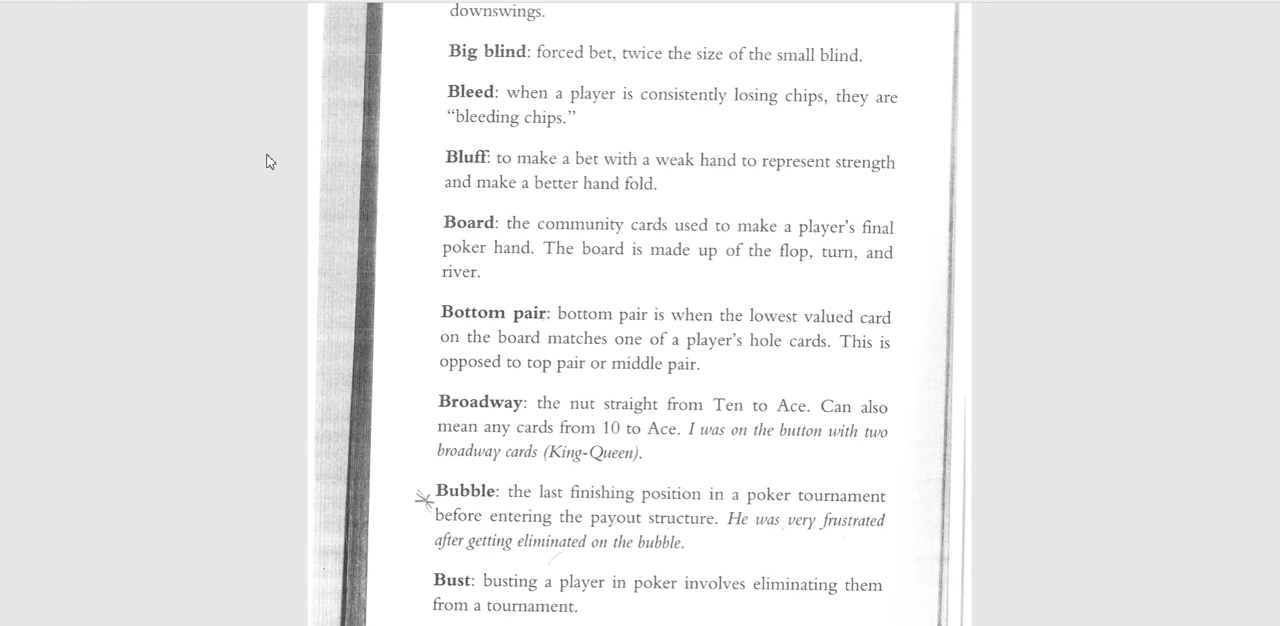 downswings.
Big blind: forced bet, twice the size of the small blind.
Bleed: when a player is consistently losing chips, they are
“bleeding chips.”
Bluff: to make a bet with a weak hand to represent strength
and make a better hand fold.
Board: the community cards used to make a player’s final
poker hand. The board is made up of the flop, turn, and
river.
Bottom pair: bottom pair is when the lowest valued card
on the board matches one of a player’s hole cards. This is
opposed to top pair or middle pair.
Broadway: the nut straight from Ten to Ace. Can also
mean any cards from 10 to Ace. I was on the button with two
broadway cards (King-Queen).
Bubble: the last finishing position in a poker tournament
before entering the payout structure. He was very frustrated
after getting eliminated on the bubble.
Bust: busting a player in poker involves eliminating them
from a tournament.